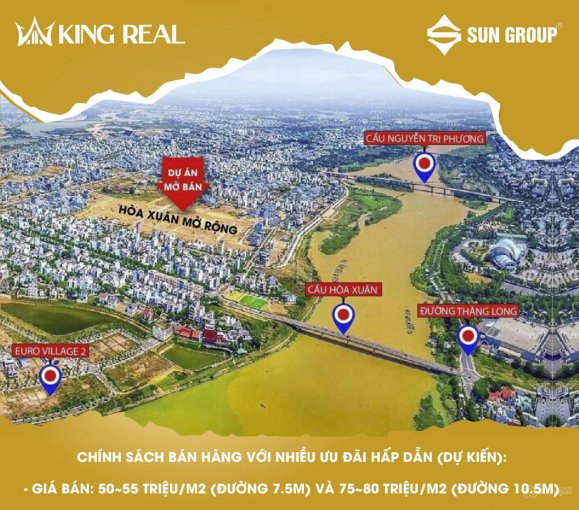 KING REAL
SUN GROUP®
CẦU NGUYỄN TRI PHƯƠNG
DỰ ÁN
MỞ BÁN
HÒA XUÂN MỞ RỘNG
CẦU HÒA XUÂN
ĐƯỜNG THĂNG LONG
EURO VILLAGE 2
CHÍNH SÁCH BÁN HÀNG VỚI NHIỀU ƯU ĐÃI HẤP DẪN (DỰ KIẾN):
- GIÁ BÁN: 50~55 TRIỆU/M2 (ĐƯỜNG 7.5M) VÀ 75~80 TRIỆU/M2 (ĐƯỜNG 10.5M)